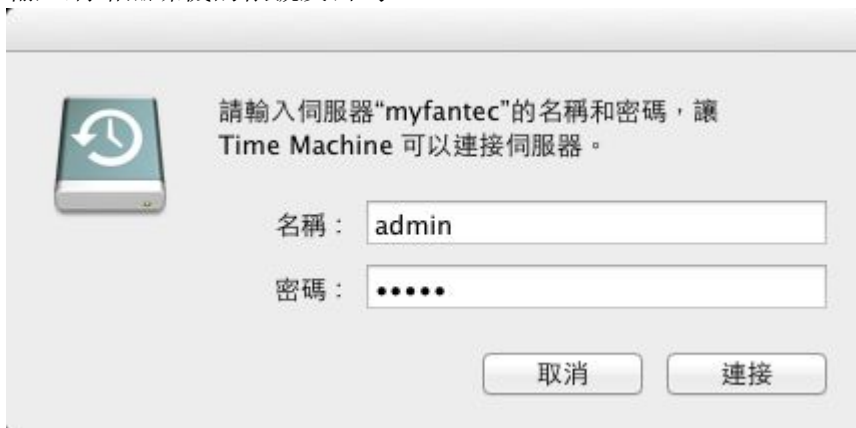 請輸入伺服器“myfantec”的名稱和密碼，讓
Time Machine 可以連接伺服器。
名稱： admin
密碼： •••••
取消 連接